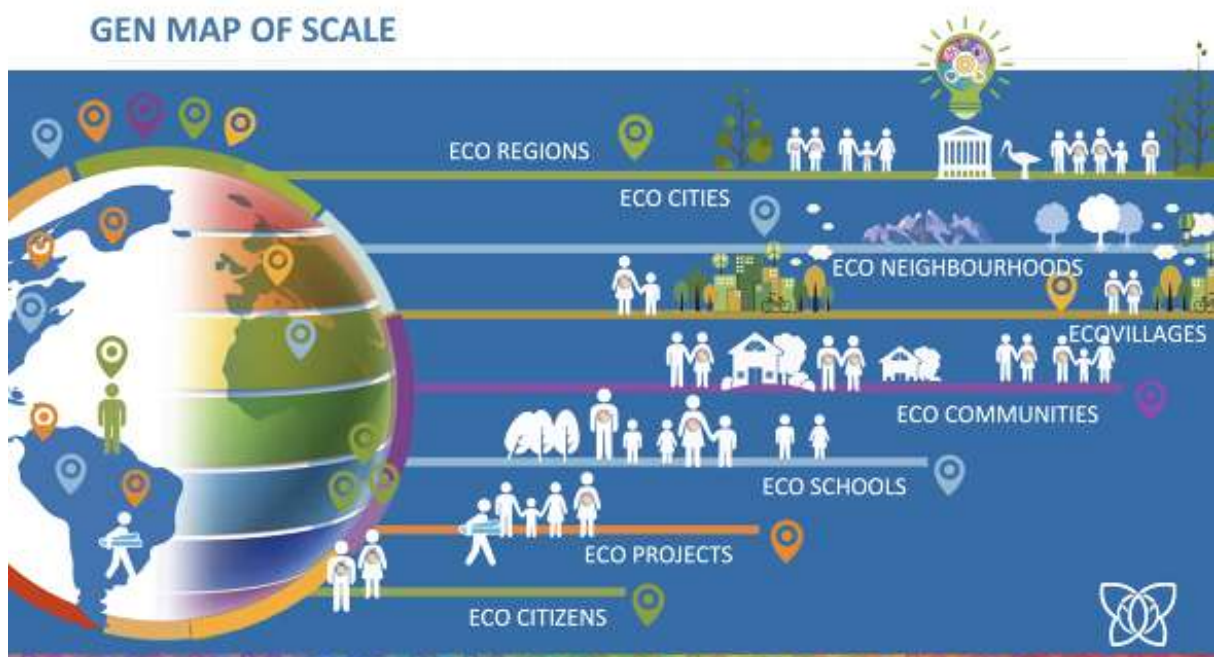 GEN MAP OF SCALE
ECO REGIONS
ECO CITIES
ECO NEIGHBOURHOODS
ECOVILLAGES
ECO COMMUNITIES
ECO SCHOOLS
ECO PROJECTS
ECO CITIZENS